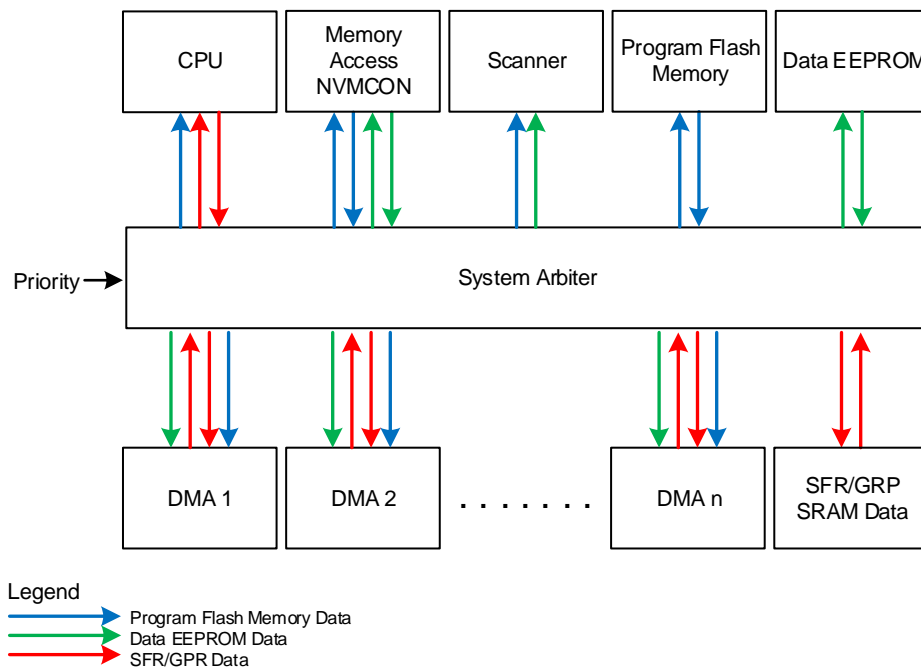 CPU
Memory
Access
NVMCON
Scanner
Program Flash
Memory
Data EEPROM
Priority
System Arbiter
DMA 1
DMA 2
. . . . . . .
DMA n
SFR/GRP
SRAM Data
Legend
Program Flash Memory Data
Data EEPROM Data
SFR/GPR Data